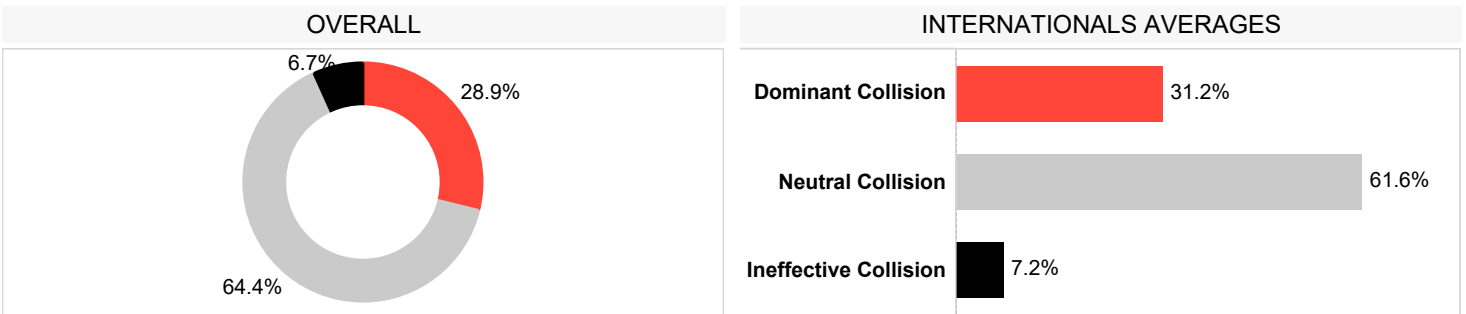 OVERALL
6.7%
28.9%
64.4%
INTERNATIONALS AVERAGES
Dominant Collision 31.2%
Neutral Collision 61.6%
Ineffective Collision 7.2%